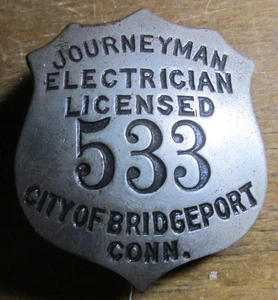 JOURNEYMAN
ELECTRICIAN
LICENSED
533
CITY OF BRIDGEPORT
CONN.